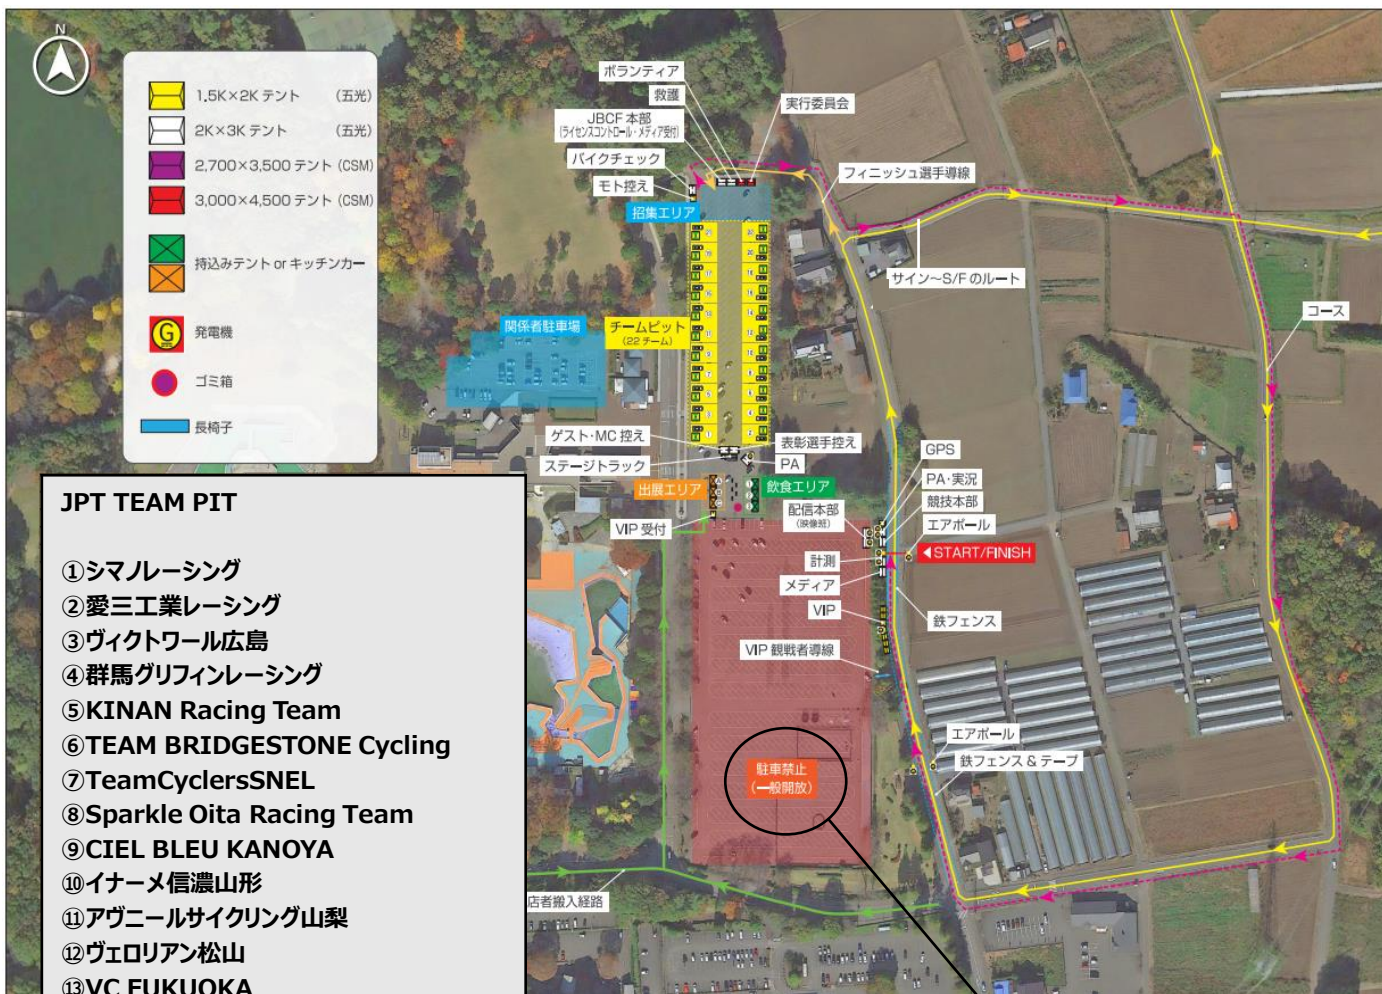 N
1.5K×2K テント (五光)
2K×3K テント (五光)
2,700×3,500 テント (CSM)
3,000×4,500 テント (CSM)
持込みテント or キッチンカー
G
発電機
ゴミ箱
長椅子
ボランティア
救護
JBCF 本部
(ライセンスコントロール・メディア受付)
実行委員会
バイクチェック
モト控え
招集エリア
フィニッシュ選手導線
サイン～S/F のルート
コース
関係者駐車場
チームピット
(22 チーム)
ゲスト・MC 控え
ステージトラック
表彰選手控え
PA
出展エリア
飲食エリア
VIP 受付
GPS
PA・実況
競技本部
配信本部
(映像班)
エアポール
◀START/FINISH
計測
メディア
VIP
鉄フェンス
VIP 観戦者導線
エアポール
鉄フェンス & テープ
駐車禁止
(一般開放)
店者搬入経路
JPT TEAM PIT
①シマノレーシング
②愛三工業レーシング
③ヴィクトワール広島
④群馬グリフィンレーシング
⑤KINAN Racing Team
⑥TEAM BRIDGESTONE Cycling
⑦TeamCyclersSNEL
⑧Sparkle Oita Racing Team
⑨CIEL BLEU KANOYA
⑩イナーメ信濃山形
⑪アヴニールサイクリング山梨
⑫ヴェロリアン松山
⑬VC FUKUOKA